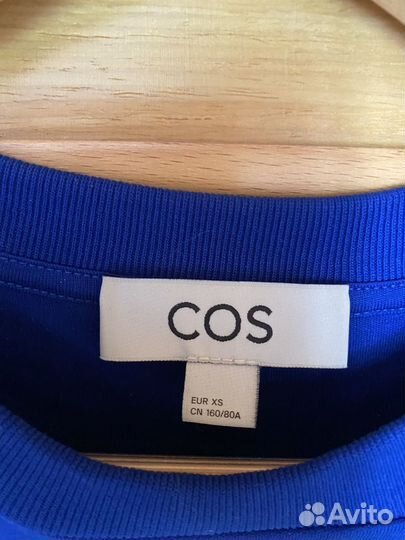 COS
EUR XS
CN 160/80A
Avito